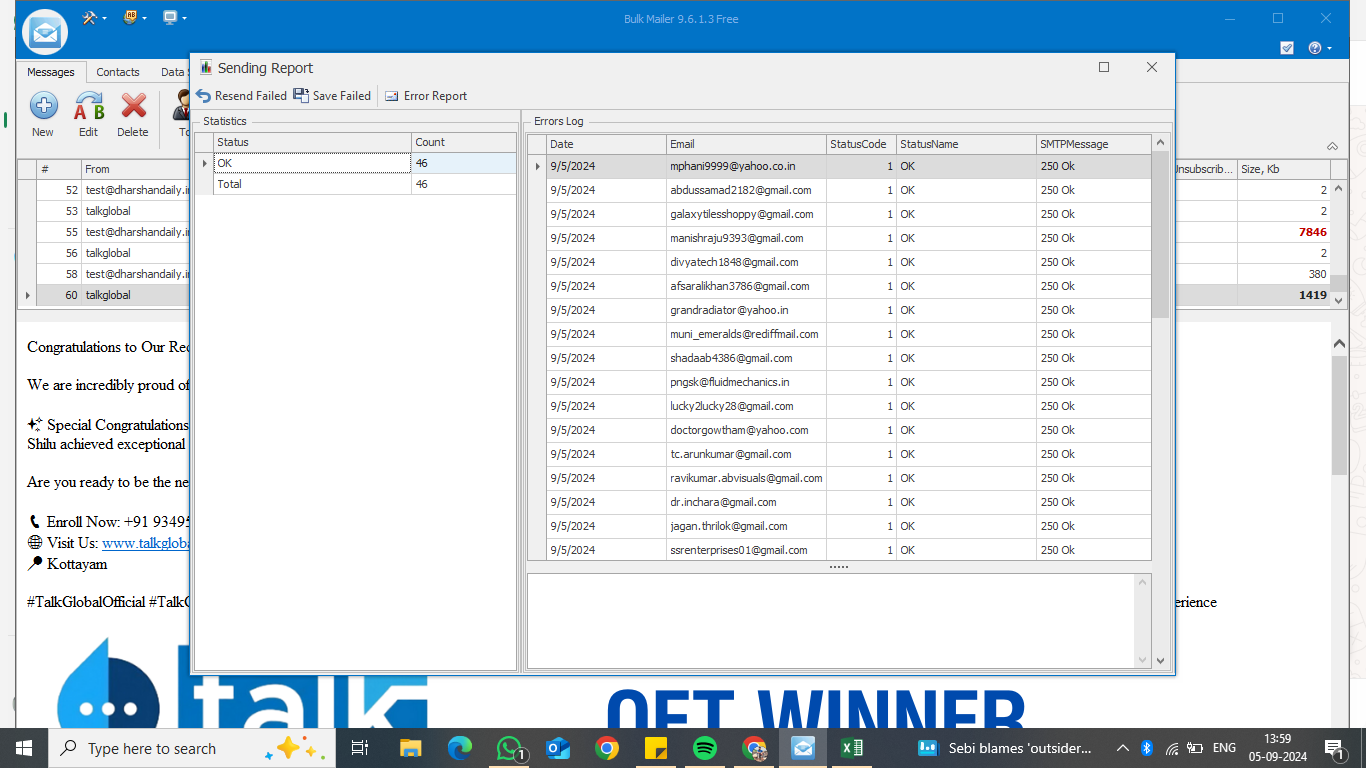 Bulk Mailer 9.6.1.3 Free
Messages Contacts Data
New Edit Delete
# From
52 test@dharshandaily.i
53 talkglobal
55 test@dharshandaily.i
56 talkglobal
58 test@dharshandaily.i
60 talkglobal
Sending Report
Resend Failed Save Failed Error Report
Statistics
Status Count
OK 46
Total 46
Errors Log
Date Email StatusCode StatusName SMTPMessage
9/5/2024 mphani9999@yahoo.co.in 1 OK 250 Ok
9/5/2024 abdussamad2182@gmail.com 1 OK 250 Ok
9/5/2024 galaxytilesshoppy@gmail.com 1 OK 250 Ok
9/5/2024 manishraju9393@gmail.com 1 OK 250 Ok
9/5/2024 divyatech1848@gmail.com 1 OK 250 Ok
9/5/2024 afsaralikhan3786@gmail.com 1 OK 250 Ok
9/5/2024 grandradiator@yahoo.in 1 OK 250 Ok
9/5/2024 muni_emeralds@rediffmail.com 1 OK 250 Ok
9/5/2024 shadaab4386@gmail.com 1 OK 250 Ok
9/5/2024 pngsk@fluidmechanics.in 1 OK 250 Ok
9/5/2024 lucky2lucky28@gmail.com 1 OK 250 Ok
9/5/2024 doctorgowtham@yahoo.com 1 OK 250 Ok
9/5/2024 tc.arunkumar@gmail.com 1 OK 250 Ok
9/5/2024 ravikumar.abvisuals@gmail.com 1 OK 250 Ok
9/5/2024 dr.inchara@gmail.com 1 OK 250 Ok
9/5/2024 jagan.thrilok@gmail.com 1 OK 250 Ok
9/5/2024 ssrenterprises01@gmail.com 1 OK 250 Ok
Unsubscrib... Size, Kb
2
2
7846
2
380
1419
Congratulations to Our Rec
We are incredibly proud of
Special Congratulations
Shilu achieved exceptional
Are you ready to be the ne
Enroll Now: +91 93495
Visit Us: www.talkgloba
Kottayam
#TalkGlobalOfficial #TalkG erience
talk
OET WINNER
Type here to search
1
Sebi blames 'outsider...
ENG
13:59
05-09-2024
1